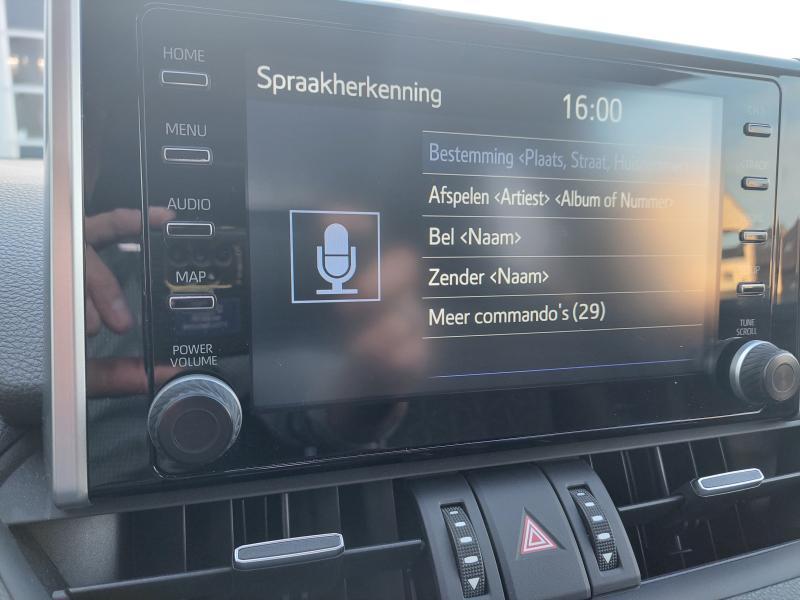 HOME
MENU
AUDIO
MAP
POWER
VOLUME
Spraakherkenning
16:00
Bestemming <Plaats, Straat,
Afspelen <Artiest> <Album of Nummer>
Bel <Naam>
Zender <Naam>
Meer commando's (29)
TUNE
SCROLL